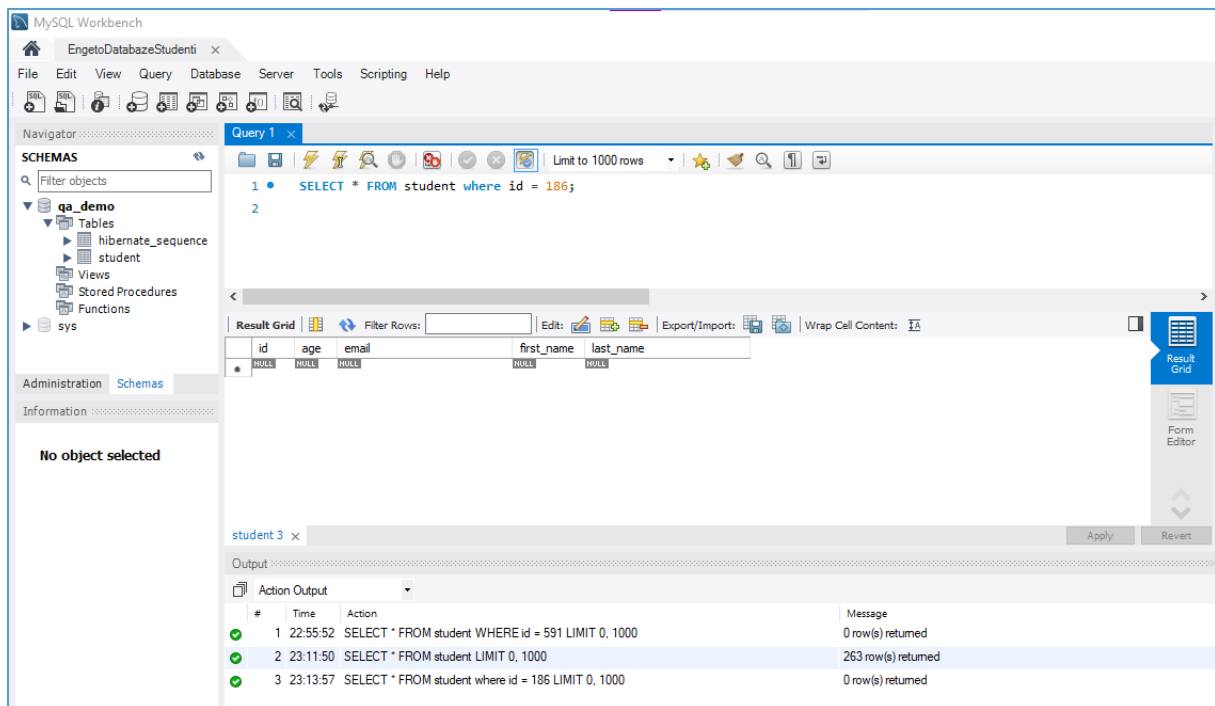 MySQL Workbench
EngetoDatabazeStudenti
File Edit View Query Database Server Tools Scripting Help
Navigator
SCHEMAS
Filter objects
qa_demo
Tables
hibernate_sequence
student
Views
Stored Procedures
Functions
sys
Administration Schemas
Information
No object selected
Query 1
Limit to 1000 rows
1 SELECT * FROM student where id = 186;
2
Result Grid Filter Rows: Edit: Export/Import: Wrap Cell Content:
id age email first_name last_name
NULL NULL NULL NULL NULL
Result
Grid
Form
Editor
student 3 Apply Revert
Output
Action Output
# Time Action Message
1 22:55:52 SELECT * FROM student WHERE id = 591 LIMIT 0, 1000 0 row(s) returned
2 23:11:50 SELECT * FROM student LIMIT 0, 1000 263 row(s) returned
3 23:13:57 SELECT * FROM student where id = 186 LIMIT 0, 1000 0 row(s) returned